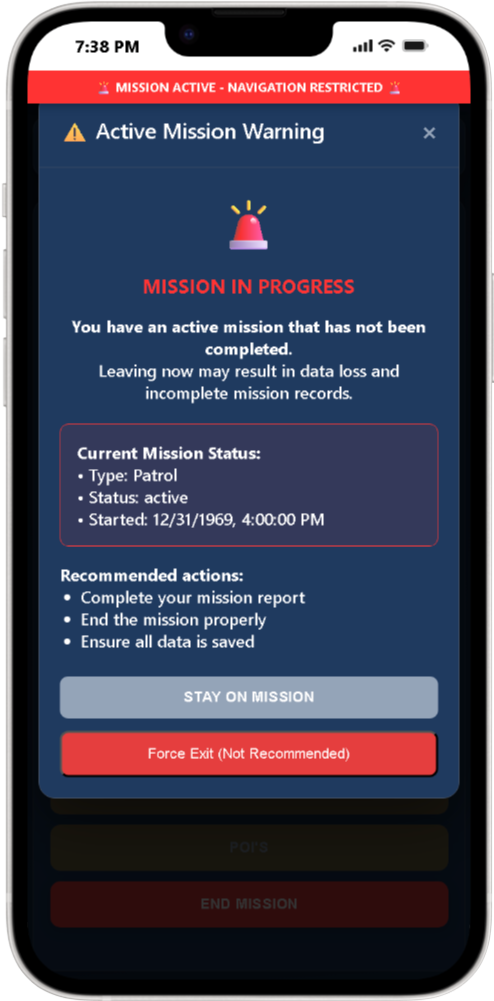 7:38 PM
MISSION ACTIVE - NAVIGATION RESTRICTED
Active Mission Warning
MISSION IN PROGRESS
You have an active mission that has not been
completed.
Leaving now may result in data loss and
incomplete mission records.
Current Mission Status:
• Type: Patrol
• Status: active
• Started: 12/31/1969, 4:00:00 PM
Recommended actions:
• Complete your mission report
• End the mission properly
• Ensure all data is saved
STAY ON MISSION
Force Exit (Not Recommended)
POI'S
END MISSION